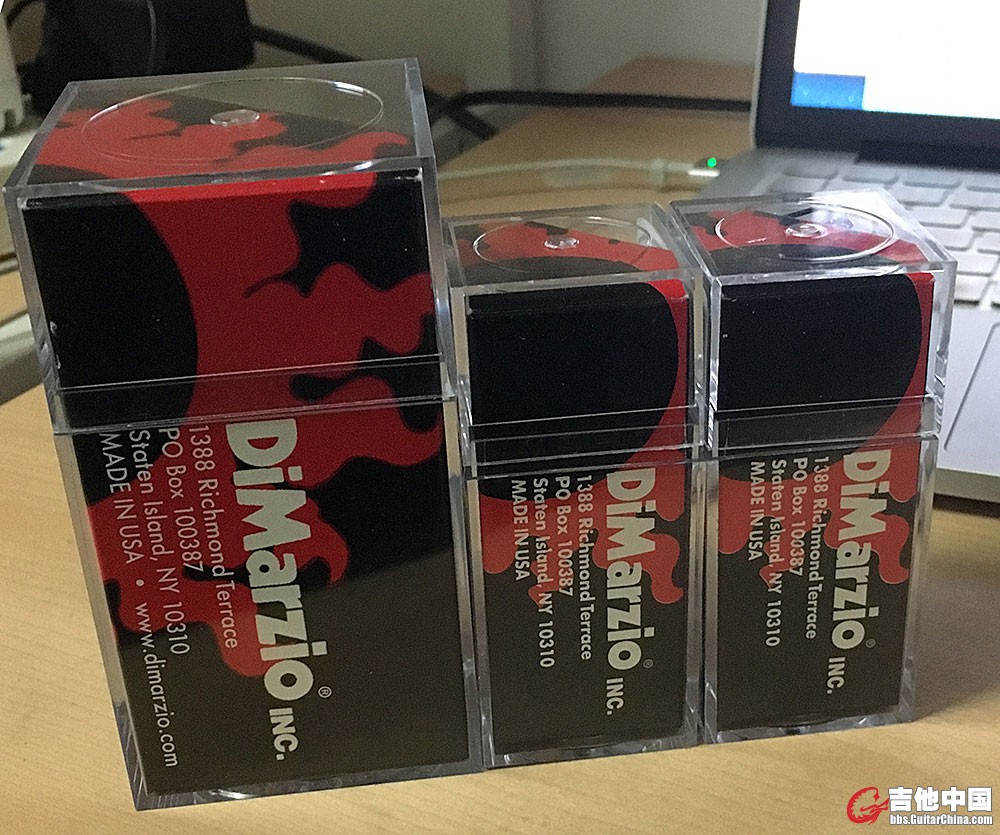 DiMarzio® INC.
1388 Richmond Terrace
PO Box 100387
Staten Island, NY 10310
MADE IN USA • www.dimarzio.com
DiMarzio® INC.
1388 Richmond Terrace
PO Box 100387
Staten Island, NY 10310
MADE IN USA
DiMarzio® INC.
1388 Richmond Terrace
PO Box 100387
Staten Island, NY 10310
MADE IN USA
吉他中国
bbs.GuitarChina.com